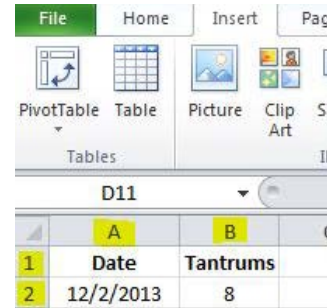 File Home Insert Pag
PivotTable Table Picture Clip Art S
Tables Il
D11
A B
1 Date Tantrums
2 12/2/2013 8